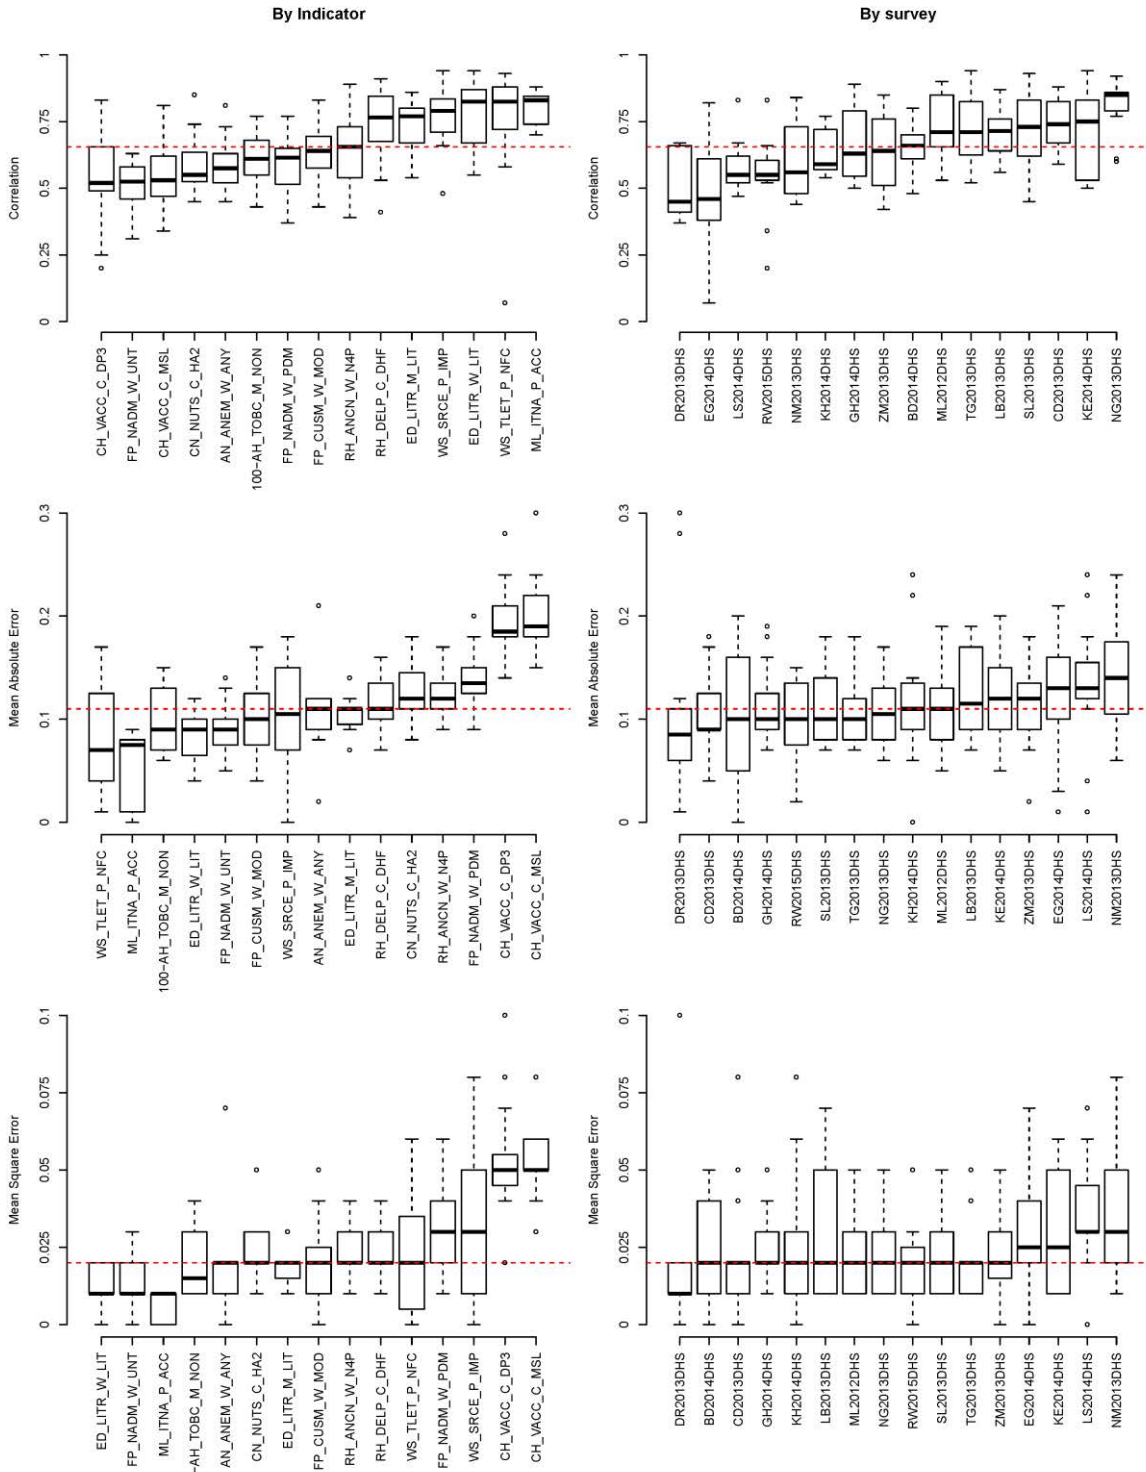 By Indicator
By survey
Correlation
1
0.75
0.5
0.25
0
CH_VACC_C_DP3
FP_NADM_W_UNT
CH_VACC_C_MSL
CN_NUTS_C_HA2
AN_ANEM_W_ANY
100-AH_TOBC_M_NON
FP_NADM_W_PDM
FP_CUSM_W_MOD
RH_ANCN_W_N4P
RH_DELP_C_DHF
ED_LITR_M_LIT
WS_SRCE_P_IMP
ED_LITR_W_LIT
WS_TLET_P_NFC
ML_ITNA_P_ACC
Correlation
1
0.75
0.5
0.25
0
DR2013DHS
EG2014DHS
LS2014DHS
RW2015DHS
NM2013DHS
KH2014DHS
GH2014DHS
ZM2013DHS
BD2014DHS
ML2012DHS
TG2013DHS
LB2013DHS
SL2013DHS
CD2013DHS
KE2014DHS
NG2013DHS
Mean Absolute Error
0.3
0.2
0.1
0
WS_TLET_P_NFC
ML_ITNA_P_ACC
100-AH_TOBC_M_NON
ED_LITR_W_LIT
FP_NADM_W_UNT
FP_CUSM_W_MOD
WS_SRCE_P_IMP
AN_ANEM_W_ANY
ED_LITR_M_LIT
RH_DELP_C_DHF
CN_NUTS_C_HA2
RH_ANCN_W_N4P
FP_NADM_W_PDM
CH_VACC_C_DP3
CH_VACC_C_MSL
Mean Absolute Error
0.3
0.2
0.1
0
DR2013DHS
CD2013DHS
BD2014DHS
GH2014DHS
RW2015DHS
SL2013DHS
TG2013DHS
NG2013DHS
KH2014DHS
ML2012DHS
LB2013DHS
KE2014DHS
ZM2013DHS
EG2014DHS
LS2014DHS
NM2013DHS
Mean Square Error
0.1
0.075
0.05
0.025
0
ED_LITR_W_LIT
FP_NADM_W_UNT
ML_ITNA_P_ACC
-AH_TOBC_M_NON
AN_ANEM_W_ANY
CN_NUTS_C_HA2
ED_LITR_M_LIT
FP_CUSM_W_MOD
RH_ANCN_W_N4P
RH_DELP_C_DHF
WS_TLET_P_NFC
FP_NADM_W_PDM
WS_SRCE_P_IMP
CH_VACC_C_DP3
CH_VACC_C_MSL
Mean Square Error
0.1
0.075
0.05
0.025
0
DR2013DHS
BD2014DHS
CD2013DHS
GH2014DHS
KH2014DHS
LB2013DHS
ML2012DHS
NG2013DHS
RW2015DHS
SL2013DHS
TG2013DHS
ZM2013DHS
EG2014DHS
KE2014DHS
LS2014DHS
NM2013DHS